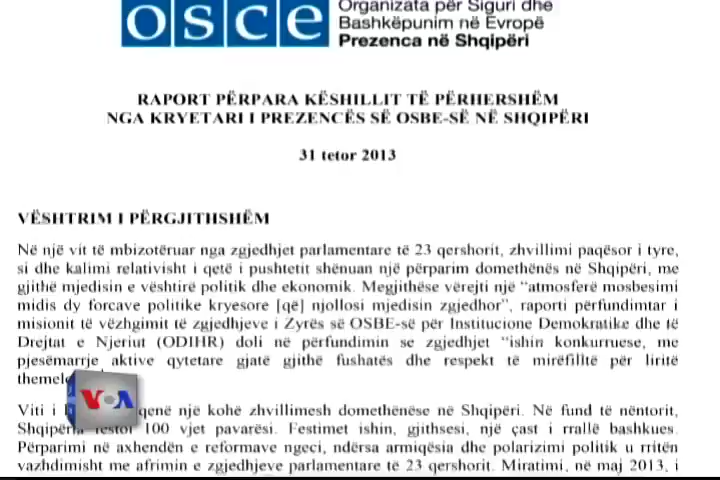 osce Organizata për Siguri dhe
Bashkëpunim në Evropë
Prezenca në Shqipëri
RAPORT PËRPARA KËSHILLIT TË PËRHERSHËM
NGA KRYETARI I PREZENCËS SË OSBE-SË NË SHQIPËRI
31 tetor 2013
VËSHTRIM I PËRGJITHSHËM
Në një vit të mbizotëruar nga zgjedhjet parlamentare të 23 qershorit, zhvillimi paqësor i tyre,
si dhe kalimi relativisht i qetë i pushtetit shënuan një përparim domethënës në Shqipëri, me
gjithë mjedisin e vështirë politik dhe ekonomik. Megjithëse vërejti një “atmosferë mosbesimi
midis dy forcave politike kryesore [që] njollosi mjedisin zgjedhor”, raporti përfundimtar i
misionit të vëzhgimit të zgjedhjeve i Zyrës së OSBE-së për Institucione Demokratike dhe të
Drejtat e Njeriut (ODIHR) doli në përfundimin se zgjedhjet “ishin konkurruese, me
pjesëmarrje aktive qytetare gjatë gjithë fushatës dhe respekt të mirëfilltë për liritë
VOA
Viti i qenë një kohë zhvillimesh domethënëse në Shqipëri. Në fund të nëntorit,
Shqipëria festoi 100 vjet pavarësi. Festimet ishin, gjithsesi, një çast i rrallë bashkues.
Përparimi në axhendën e reformave ngeci, ndërsa armiqësia dhe polarizimi politik u rritën
vazhdimisht me afrimin e zgjedhjeve parlamentare të 23 qershorit. Miratimi, në maj 2013, i